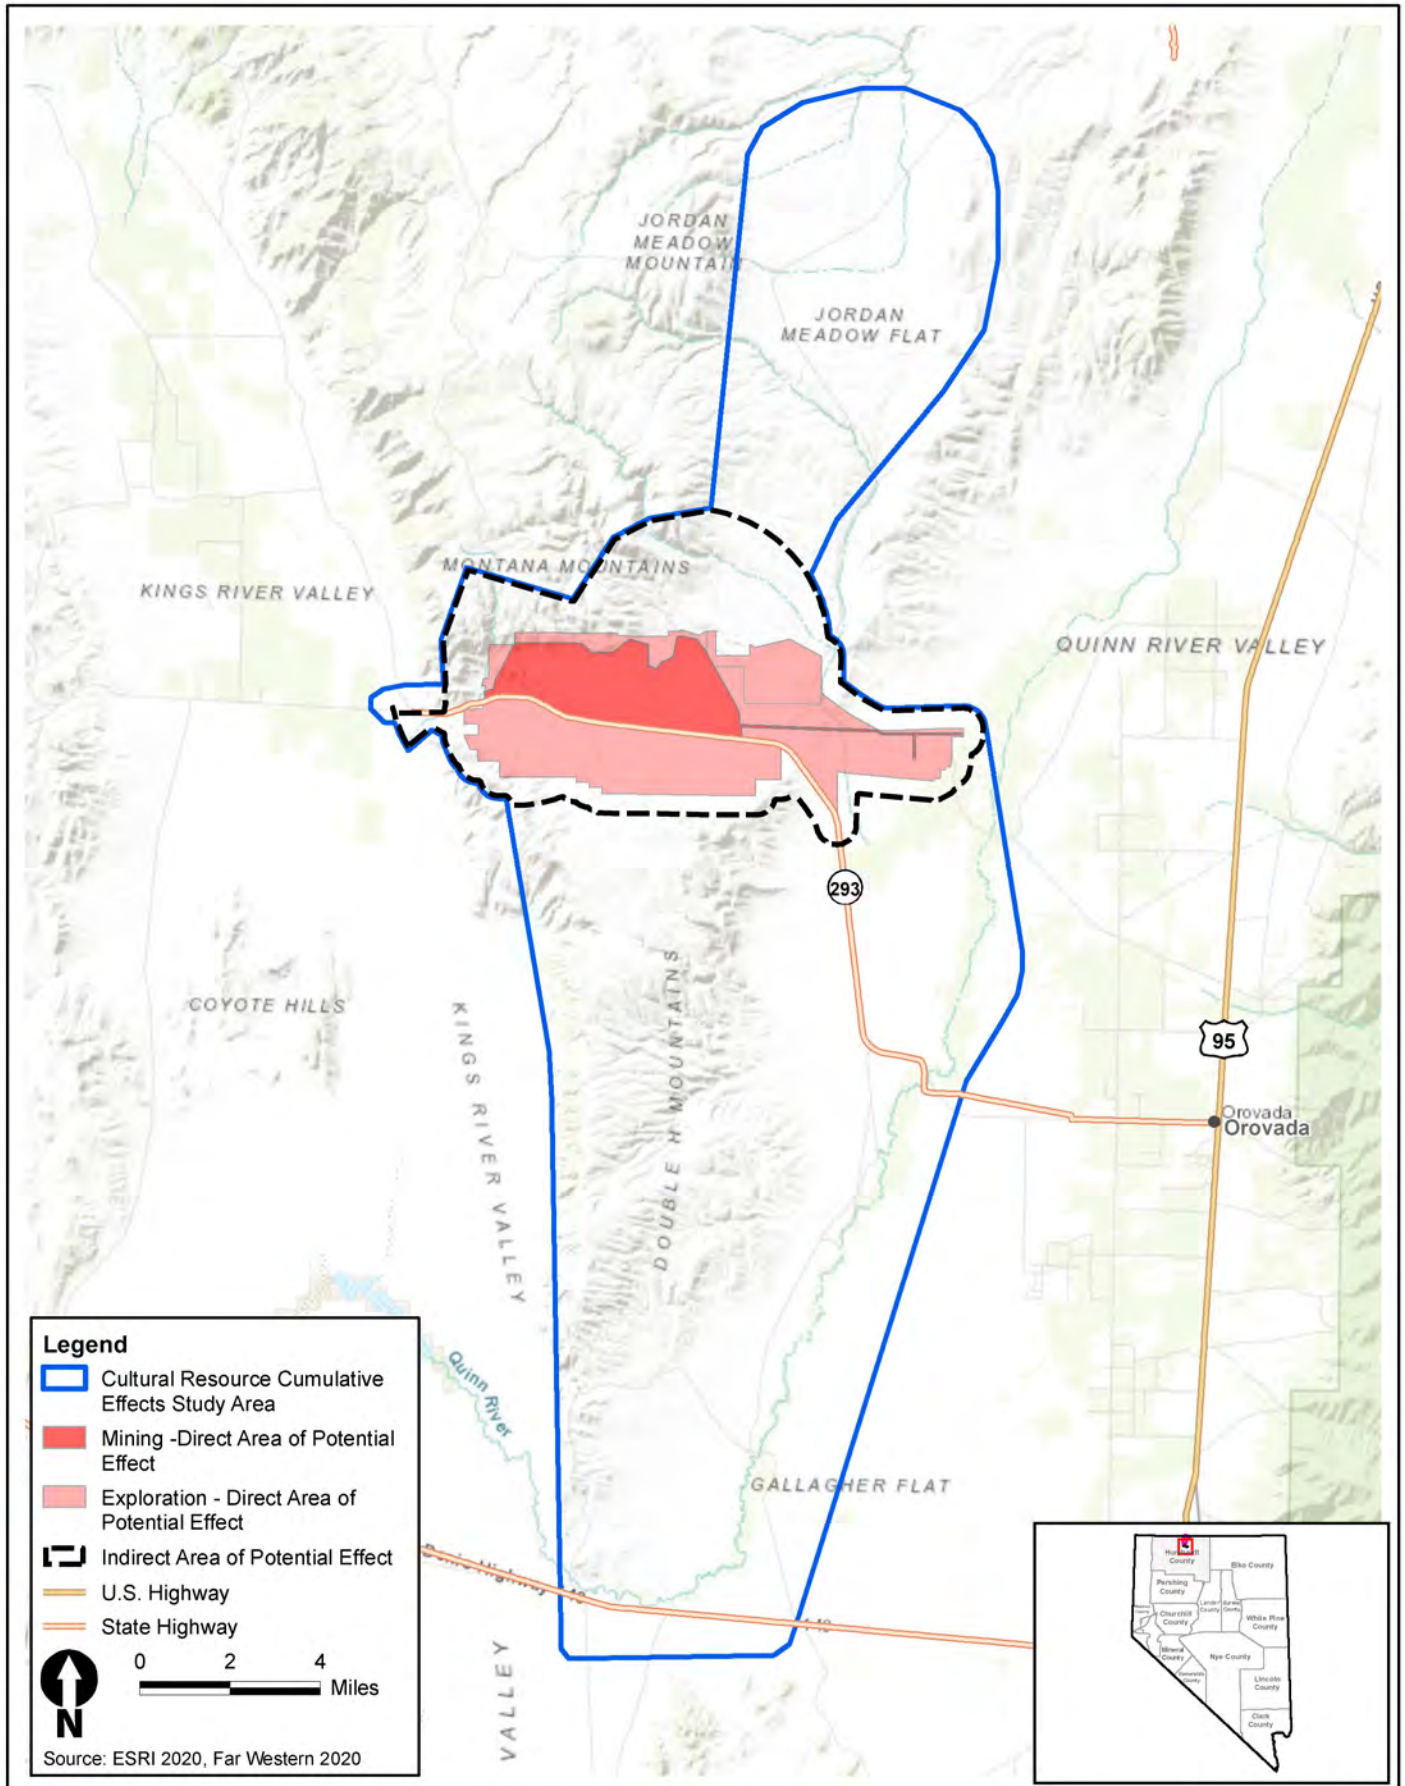 JORDAN
MEADOW
MOUNTAIN
JORDAN
MEADOW FLAT
MONTANA MOUNTAINS
KINGS RIVER VALLEY
QUINN RIVER VALLEY
293
COYOTE HILLS
KINGS RIVER VALLEY
DOUBLE H MOUNTAINS
95
Orovada
Orovada
Quinn River
GALLAGHER FLAT
VALLEY
Legend
Cultural Resource Cumulative
Effects Study Area
Mining -Direct Area of Potential
Effect
Exploration - Direct Area of
Potential Effect
Indirect Area of Potential Effect
U.S. Highway
State Highway
N
0 2 4
Miles
Source: ESRI 2020, Far Western 2020
Humboldt
County
Elko County
Pershing
County
Lander
County
Churchill
County
White Pine
County
Mineral
County
Nye County
Lincoln
County
Clark
County